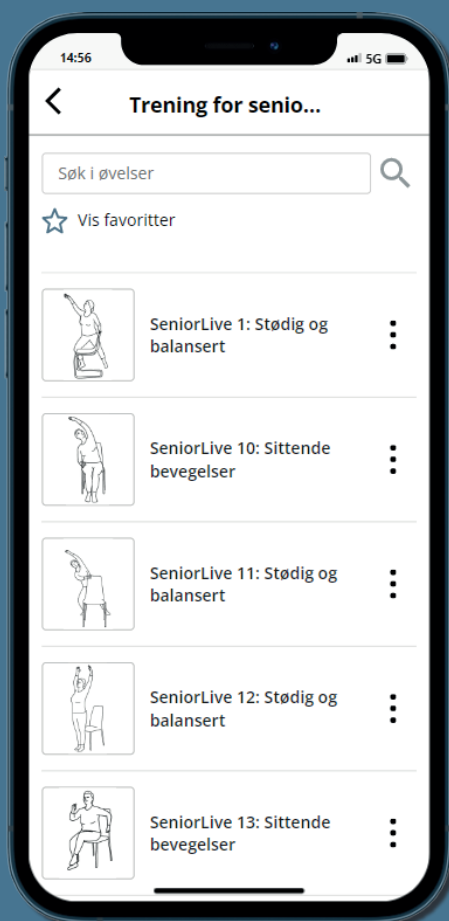 14:56
5G
Trening for senio...
Søk i øvelser
Vis favoritter
SeniorLive 1: Stødig og
balansert
SeniorLive 10: Sittende
bevegelser
SeniorLive 11: Stødig og
balansert
SeniorLive 12: Stødig og
balansert
SeniorLive 13: Sittende
bevegelser